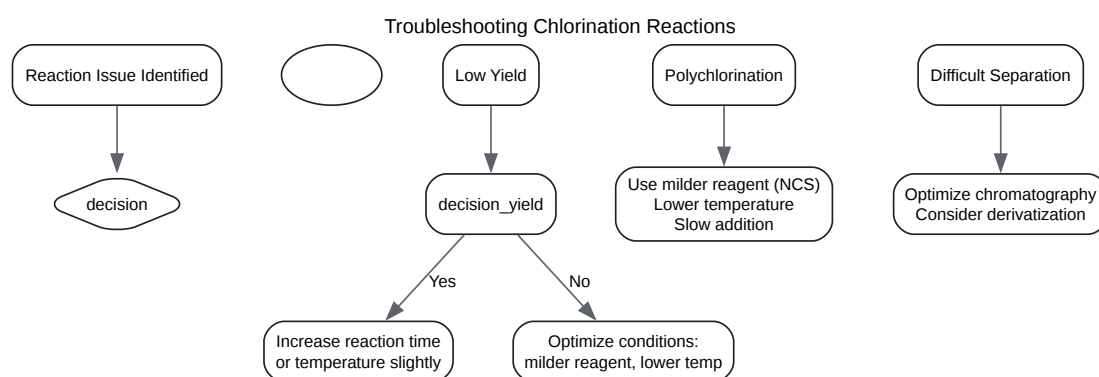 Troubleshooting Chlorination Reactions
Reaction Issue Identified
Low Yield
Polychlorination
Difficult Separation
decision
decision_yield
Use milder reagent (NCS)
Lower temperature
Slow addition
Optimize chromatography
Consider derivatization
Yes
No
Increase reaction time
or temperature slightly
Optimize conditions:
milder reagent, lower temp